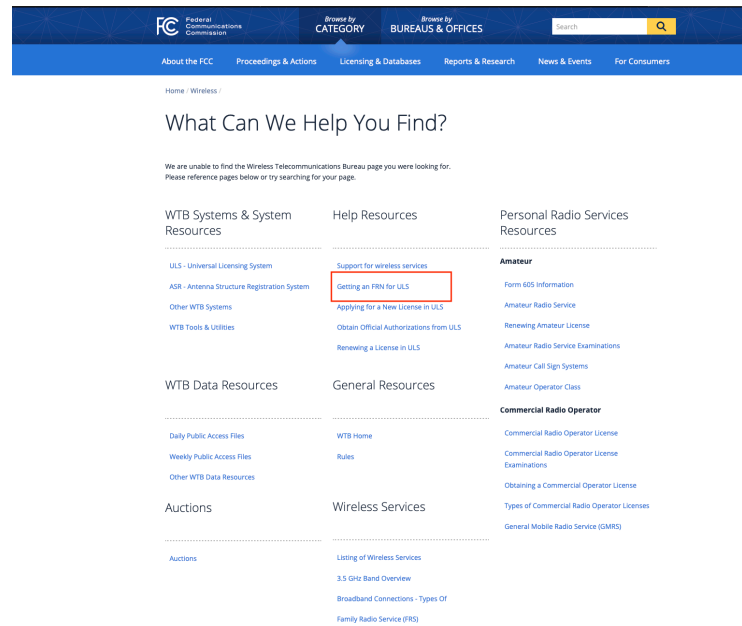 Federal
Communications
Commission
Browse by
CATEGORY
Browse by
BUREAUS & OFFICES
Search
About the FCC
Proceedings & Actions
Licensing & Databases
Reports & Research
News & Events
For Consumers
Home / Wireless /
What Can We Help You Find?
We are unable to find the Wireless Telecommunications Bureau page you were looking for.
Please reference pages below or try searching for your page.
WTB Systems & System
Resources
ULS - Universal Licensing System
ASR - Antenna Structure Registration System
Other WTB Systems
WTB Tools & Utilities
Help Resources
Support for wireless services
Getting an FRN for ULS
Applying for a New License in ULS
Obtain Official Authorizations from ULS
Renewing a License in ULS
Personal Radio Services
Resources
Amateur
Form 605 Information
Amateur Radio Service
Renewing Amateur License
Amateur Radio Service Examinations
Amateur Call Sign Systems
Amateur Operator Class
Commercial Radio Operator
Commercial Radio Operator License
Commercial Radio Operator License
Examinations
Obtaining a Commercial Operator License
Types of Commercial Radio Operator Licenses
General Mobile Radio Service (GMRS)
WTB Data Resources
Daily Public Access Files
Weekly Public Access Files
Other WTB Data Resources
General Resources
WTB Home
Rules
Auctions
Auctions
Wireless Services
Listing of Wireless Services
3.5 GHz Band Overview
Broadband Connections - Types Of
Family Radio Service (FRS)